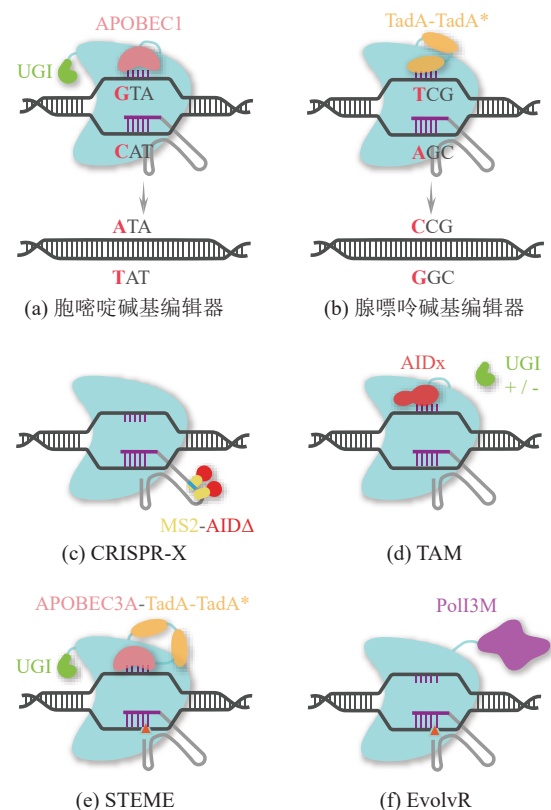 APOBEC1
UGI
GTA
CAT
ATA
TAT
(a) 胞嘧啶碱基编辑器
TadA-TadA*
TCG
AGC
CCG
GGC
(b) 腺嘌呤碱基编辑器
MS2-AIDΔ
(c) CRISPR-X
AIDx
UGI
+ / -
(d) TAM
APOBEC3A-TadA-TadA*
UGI
(e) STEME
PolI3M
(f) EvolvR